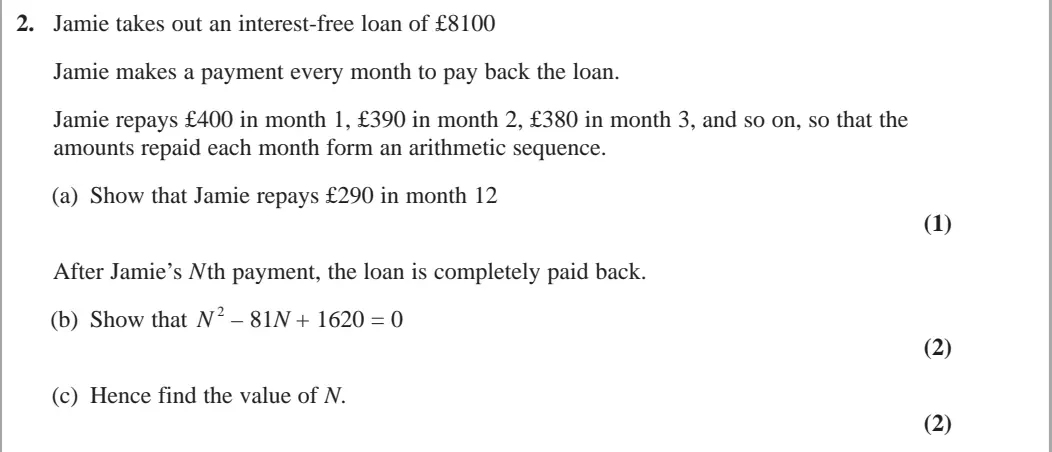 2. Jamie takes out an interest-free loan of £8100
Jamie makes a payment every month to pay back the loan.
Jamie repays £400 in month 1, £390 in month 2, £380 in month 3, and so on, so that the
amounts repaid each month form an arithmetic sequence.
(a) Show that Jamie repays £290 in month 12
(1)
After Jamie’s Nth payment, the loan is completely paid back.
(b) Show that N² – 81N + 1620 = 0
(2)
(c) Hence find the value of N.
(2)